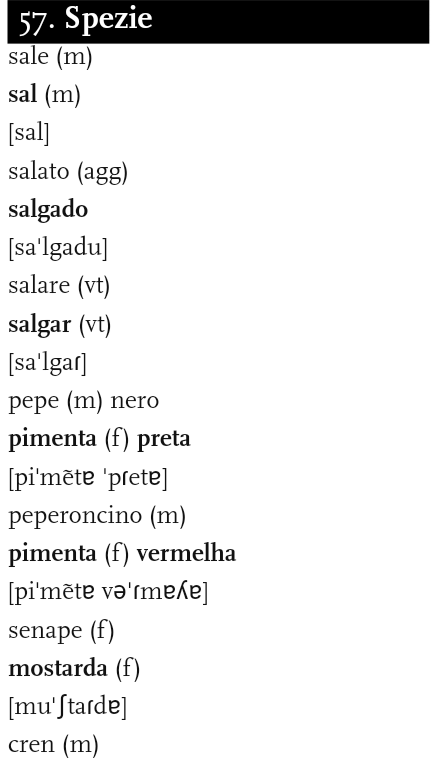 57. Spezie
sale (m)
sal (m)
[sal]
salato (agg)
salgado
[sa'lgadu]
salare (vt)
salgar (vt)
[sa'lgaɾ]
pepe (m) nero
pimenta (f) preta
[pi'mẽtɐ 'pɾetɐ]
peperoncino (m)
pimenta (f) vermelha
[pi'mẽtɐ və'ɾmɐʎɐ]
senape (f)
mostarda (f)
[mu'ʃtaɾdɐ]
cren (m)